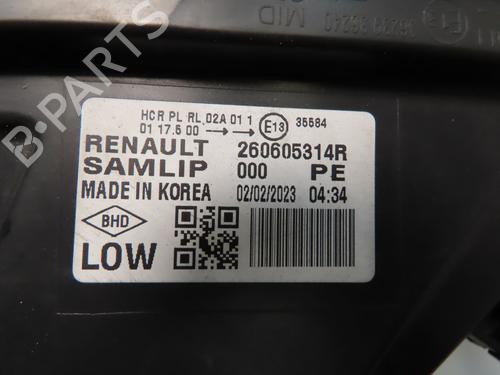 MID
HCR PL RL 02A 01 1
01 17.5 00 → → E13 35584
RENAULT 260605314R
SAMLIP 000 PE
MADE IN KOREA 02/02/2023 04:34
BHD
LOW
B-PARTS